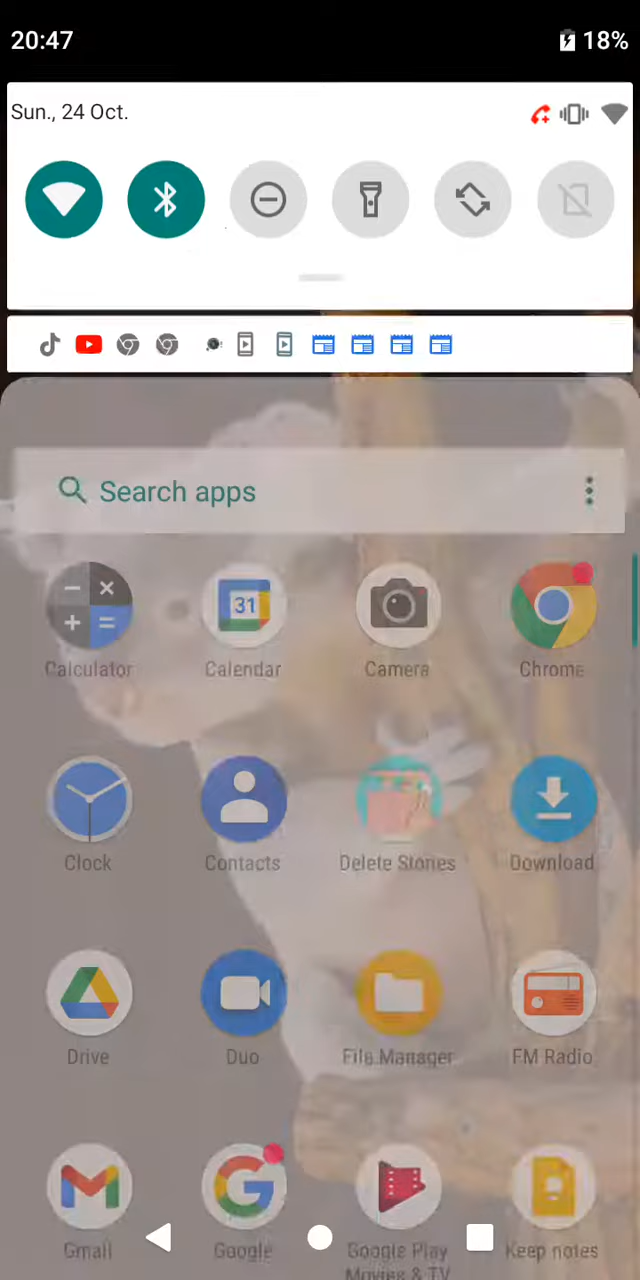 20:47 18%
Sun., 24 Oct.
Search apps
31
Calculator Calendar Camera Chrome
Clock Contacts Delete Stories Download
Drive Duo File Manager FM Radio
Gmail Google Google Play Keep notes
Movies & TV